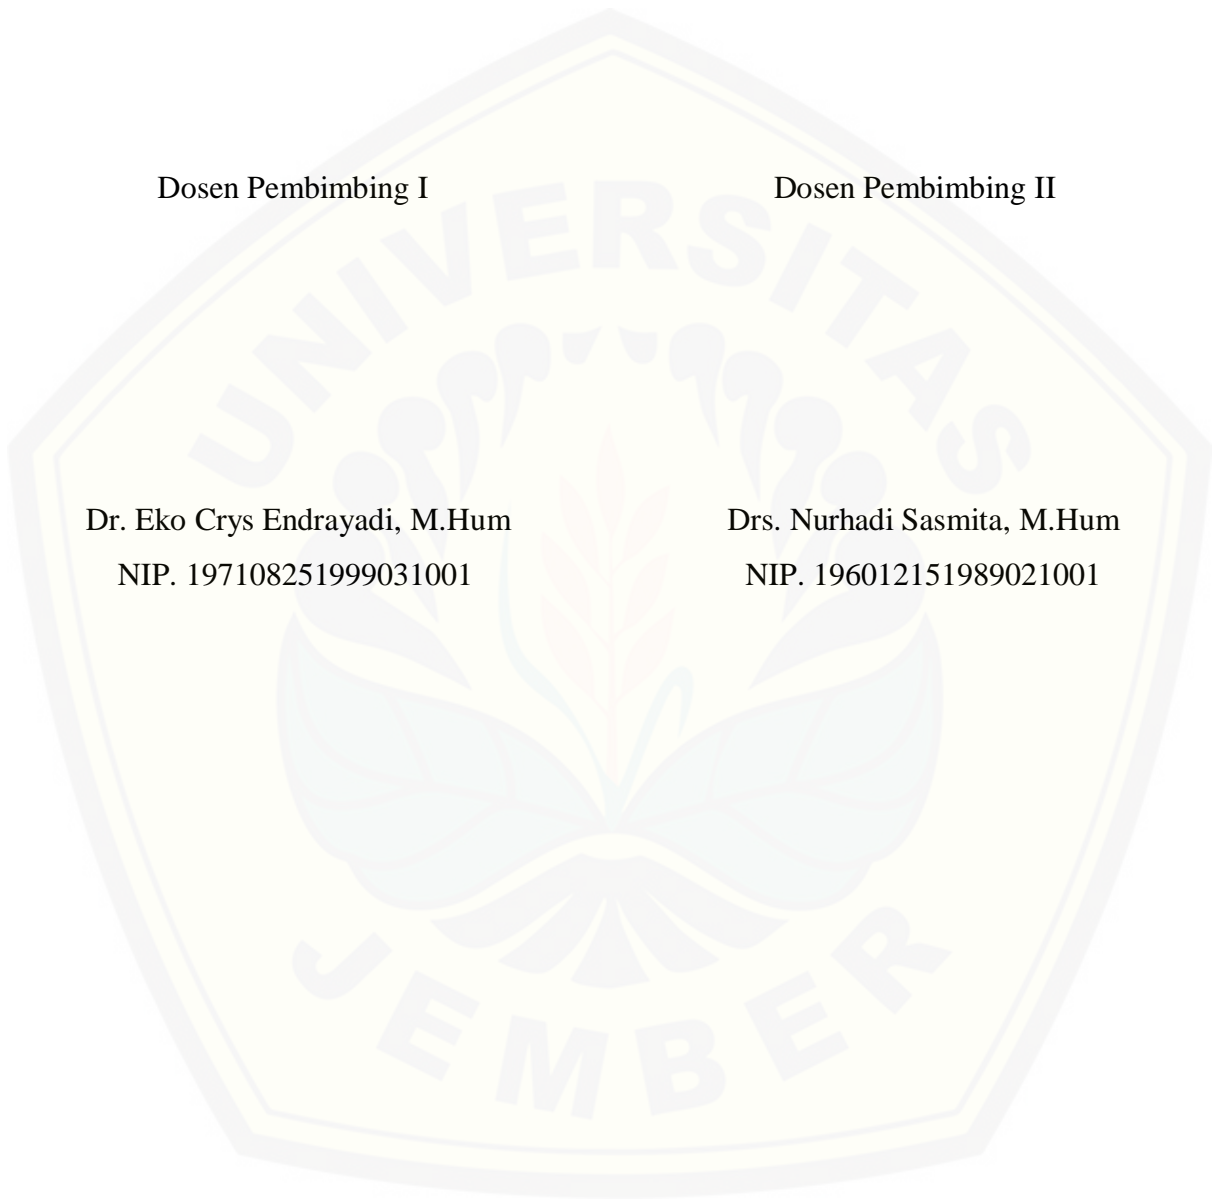 Dosen Pembimbing I
Dosen Pembimbing II
UNIVERSITAS
Dr. Eko Crys Endrayadi, M.Hum
Drs. Nurhadi Sasmita, M.Hum
NIP. 197108251999031001
NIP. 196012151989021001
JEMBER